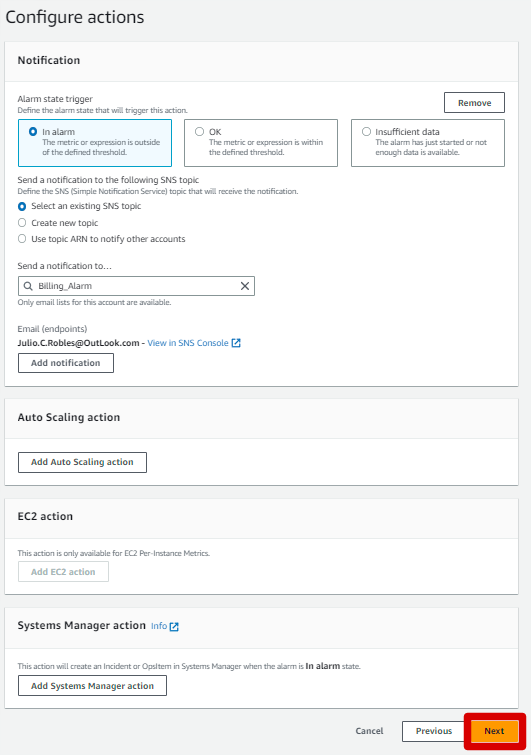 Configure actions
Notification
Alarm state trigger
Define the alarm state that will trigger this action.
Remove
In alarm
The metric or expression is outside
of the defined threshold.
OK
The metric or expression is within
the defined threshold.
Insufficient data
The alarm has just started or not
enough data is available.
Send a notification to the following SNS topic
Define the SNS (Simple Notification Service) topic that will receive the notification.
Select an existing SNS topic
Create new topic
Use topic ARN to notify other accounts
Send a notification to...
Billing_Alarm
Only email lists for this account are available.
Email (endpoints)
Julio.C.Robles@OutLook.com - View in SNS Console
Add notification
Auto Scaling action
Add Auto Scaling action
EC2 action
This action is only available for EC2 Per-Instance Metrics.
Add EC2 action
Systems Manager action Info
This action will create an Incident or OpsItem in Systems Manager when the alarm is In alarm state.
Add Systems Manager action
Cancel
Previous
Next